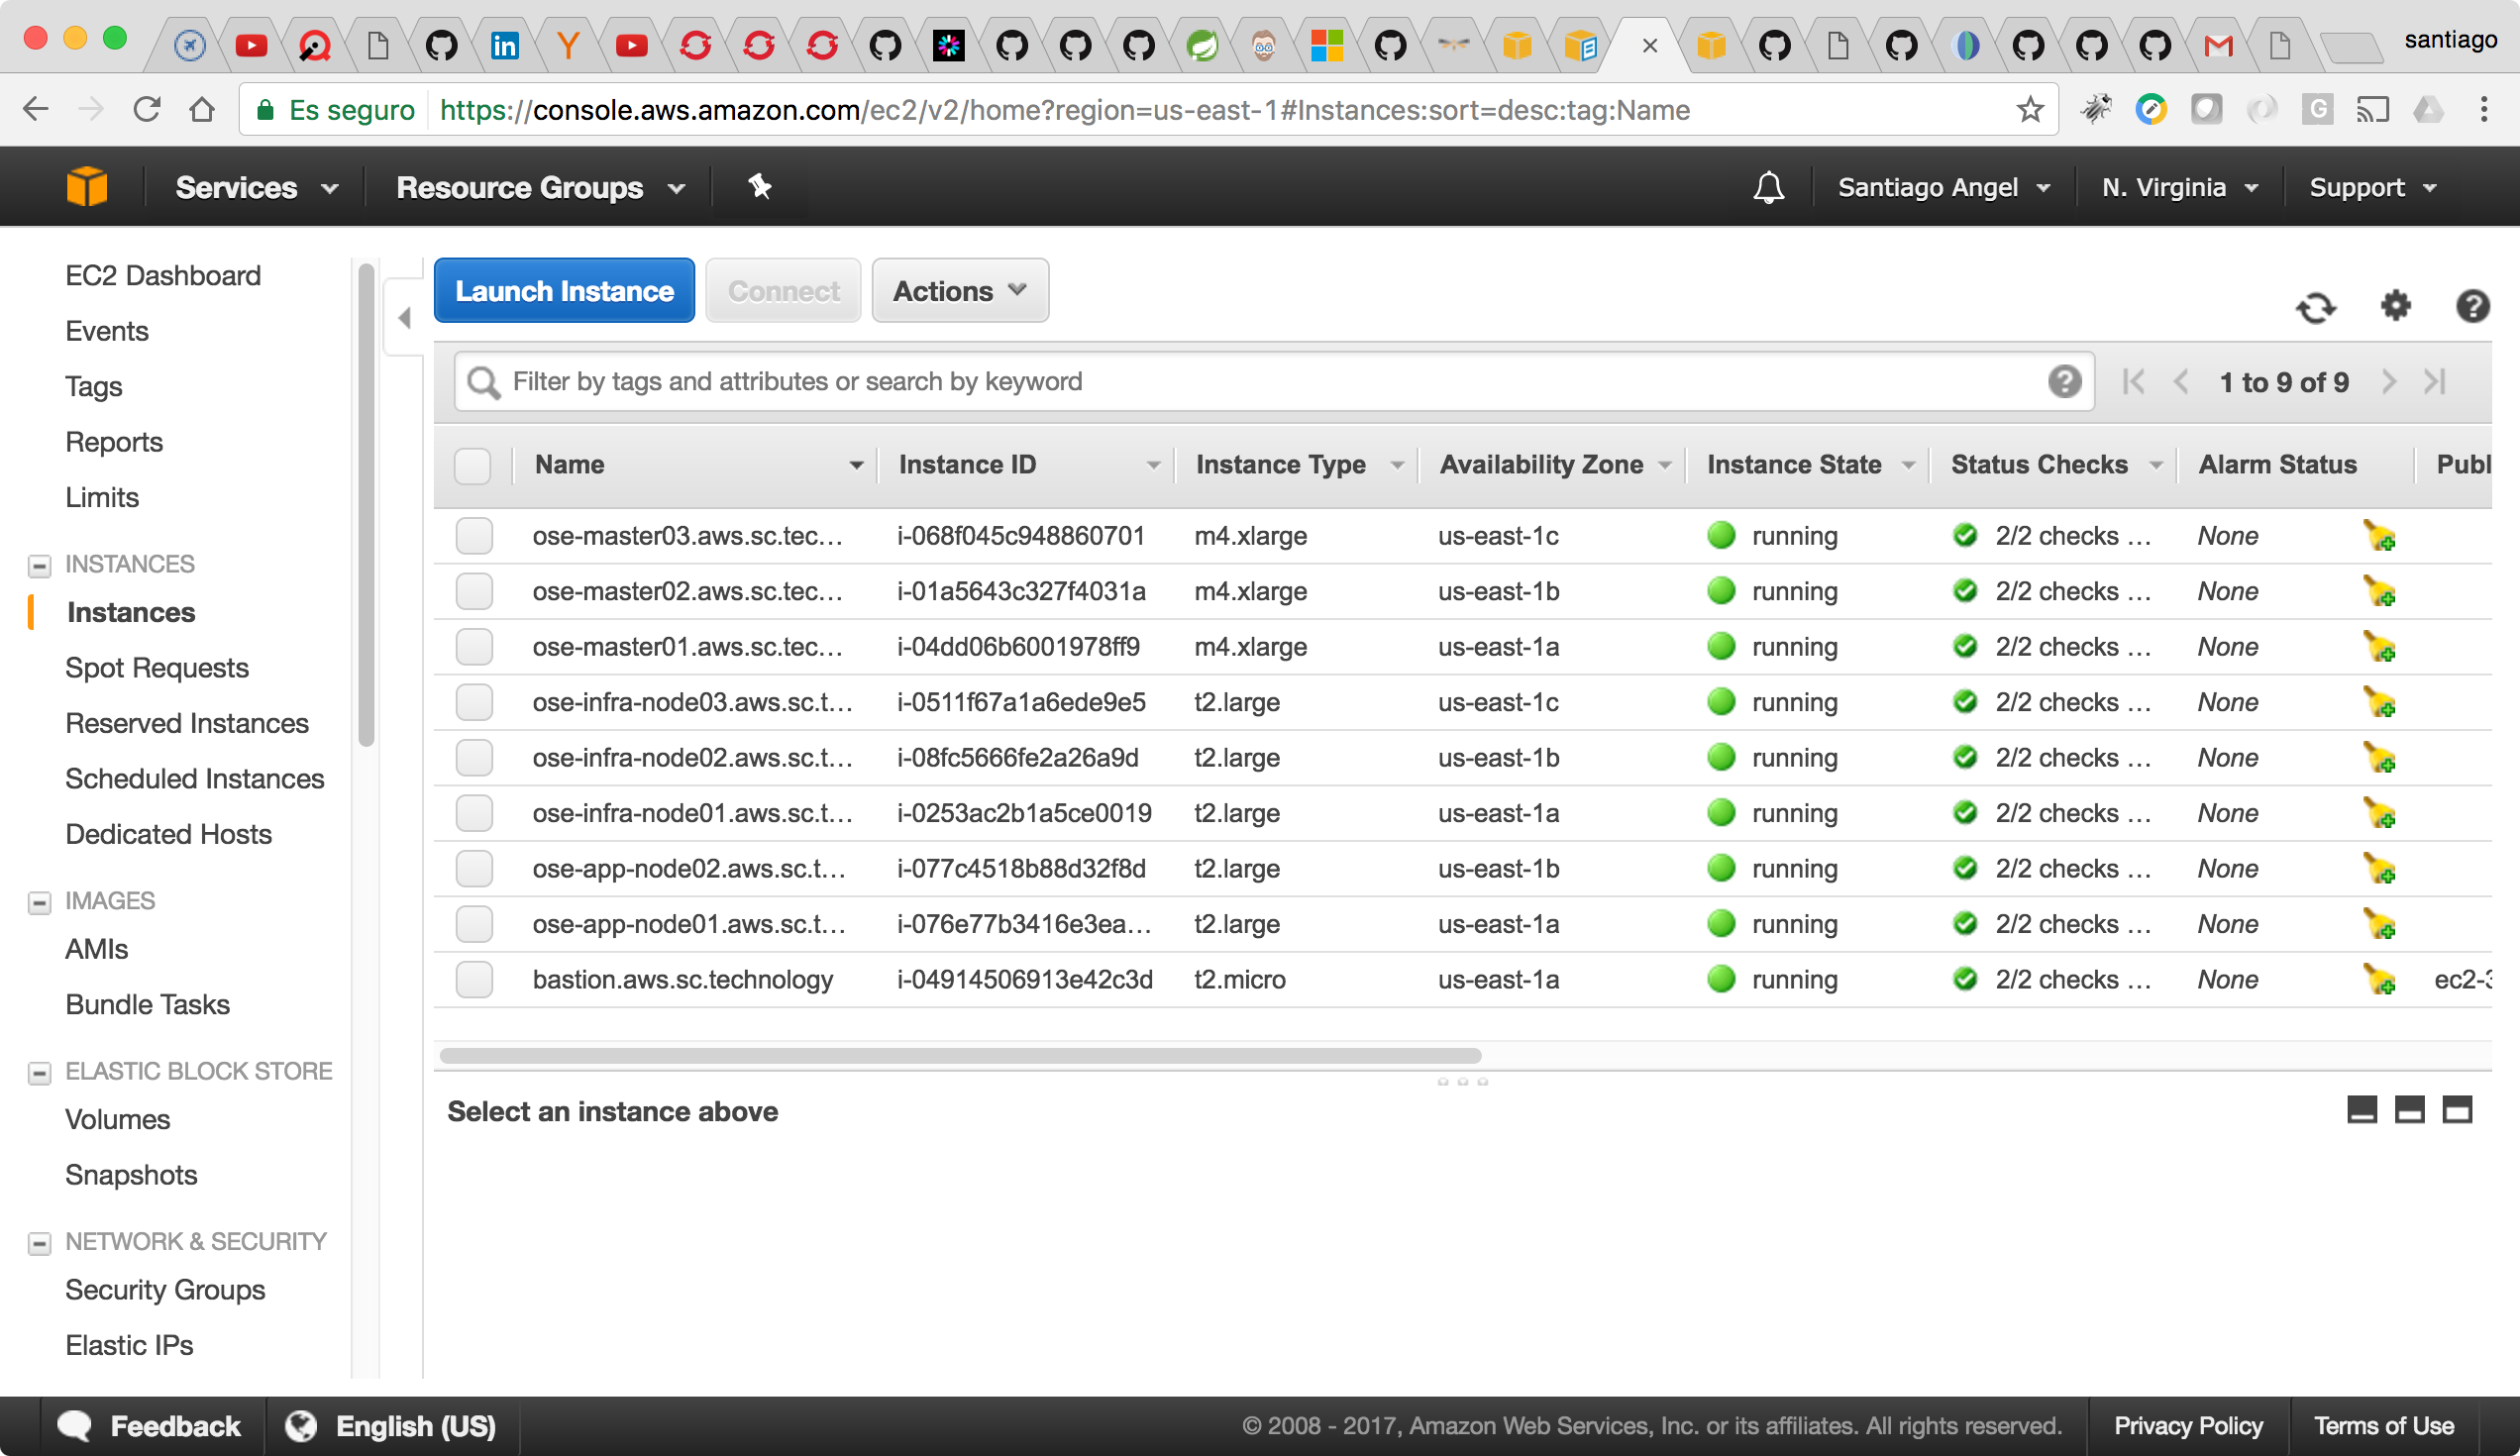 santiago
Es seguro https://console.aws.amazon.com/ec2/v2/home?region=us-east-1#Instances:sort=desc:tag:Name
Services Resource Groups Santiago Angel N. Virginia Support
EC2 Dashboard
Events
Tags
Reports
Limits
INSTANCES
Instances
Spot Requests
Reserved Instances
Scheduled Instances
Dedicated Hosts
IMAGES
AMIs
Bundle Tasks
ELASTIC BLOCK STORE
Volumes
Snapshots
NETWORK & SECURITY
Security Groups
Elastic IPs
Launch Instance Connect Actions
Filter by tags and attributes or search by keyword 1 to 9 of 9
Name Instance ID Instance Type Availability Zone Instance State Status Checks Alarm Status Publ
ose-master03.aws.sc.tec... i-068f045c948860701 m4.xlarge us-east-1c running 2/2 checks ... None
ose-master02.aws.sc.tec... i-01a5643c327f4031a m4.xlarge us-east-1b running 2/2 checks ... None
ose-master01.aws.sc.tec... i-04dd06b6001978ff9 m4.xlarge us-east-1a running 2/2 checks ... None
ose-infra-node03.aws.sc.t... i-0511f67a1a6ede9e5 t2.large us-east-1c running 2/2 checks ... None
ose-infra-node02.aws.sc.t... i-08fc5666fe2a26a9d t2.large us-east-1b running 2/2 checks ... None
ose-infra-node01.aws.sc.t... i-0253ac2b1a5ce0019 t2.large us-east-1a running 2/2 checks ... None
ose-app-node02.aws.sc.t... i-077c4518b88d32f8d t2.large us-east-1b running 2/2 checks ... None
ose-app-node01.aws.sc.t... i-076e77b3416e3ea... t2.large us-east-1a running 2/2 checks ... None
bastion.aws.sc.technology i-04914506913e42c3d t2.micro us-east-1a running 2/2 checks ... None ec2-3
Select an instance above
Feedback English (US) © 2008 - 2017, Amazon Web Services, Inc. or its affiliates. All rights reserved. Privacy Policy Terms of Use